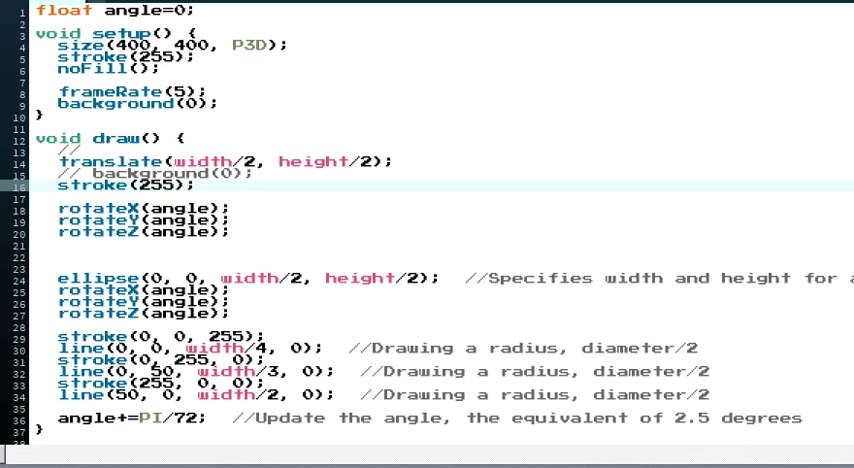 1 float angle=0;
2
3 void setup() {
4 size(400, 400, P3D);
5 stroke(255);
6 noFill();
7
8 frameRate(5);
9 background(0);
10 }
11
12 void draw() {
13 //
14 translate(width/2, height/2);
15 // background(0);
16 stroke(255);
17
18 rotateX(angle);
19 rotateY(angle);
20 rotateZ(angle);
21
22
23
24 ellipse(0, 0, width/2, height/2); //Specifies width and height for a
25 rotateX(angle);
26 rotateY(angle);
27 rotateZ(angle);
28
29 stroke(0, 0, 255);
30 line(0, 0, width/4, 0); //Drawing a radius, diameter/2
31 stroke(0, 255, 0);
32 line(0, 50, width/3, 0); //Drawing a radius, diameter/2
33 stroke(255, 0, 0);
34 line(50, 0, width/2, 0); //Drawing a radius, diameter/2
35
36 angle+=PI/72; //Update the angle, the equivalent of 2.5 degrees
37 }
38